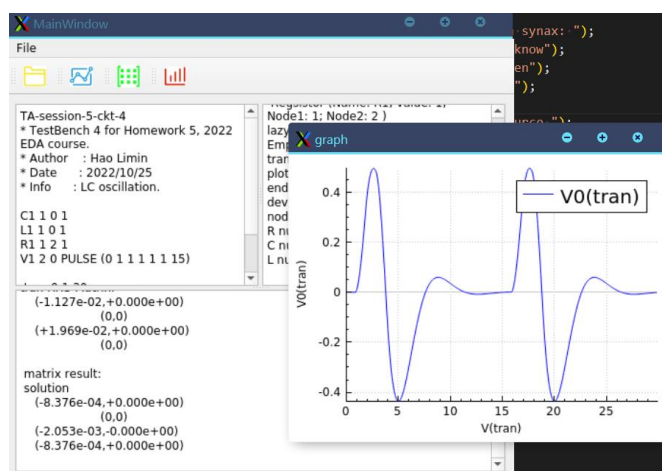 MainWindow
File
TA-session-5-ckt-4
* TestBench 4 for Homework 5, 2022
EDA course.
* Author : Hao Limin
* Date : 2022/10/25
* Info : LC oscillation.
C1 1 0 1
L1 1 0 1
R1 1 2 1
V1 2 0 PULSE (0 1 1 1 1 1 15)
Node1: 1; Node2: 2 )
lazy
Emp
tran
plot
end
dev
nod
R nu
C nu
L nu
(-1.127e-02,+0.000e+00)
(0,0)
(+1.969e-02,+0.000e+00)
(0,0)
matrix result:
solution
(-8.376e-04,+0.000e+00)
(0,0)
(-2.053e-03,-0.000e+00)
(-8.376e-04,+0.000e+00)
synax: ");
know");
en");
");
graph
V0(tran)
V0(tran)
0.4
0.2
0
-0.2
-0.4
0 5 10 15 20 25
V(tran)